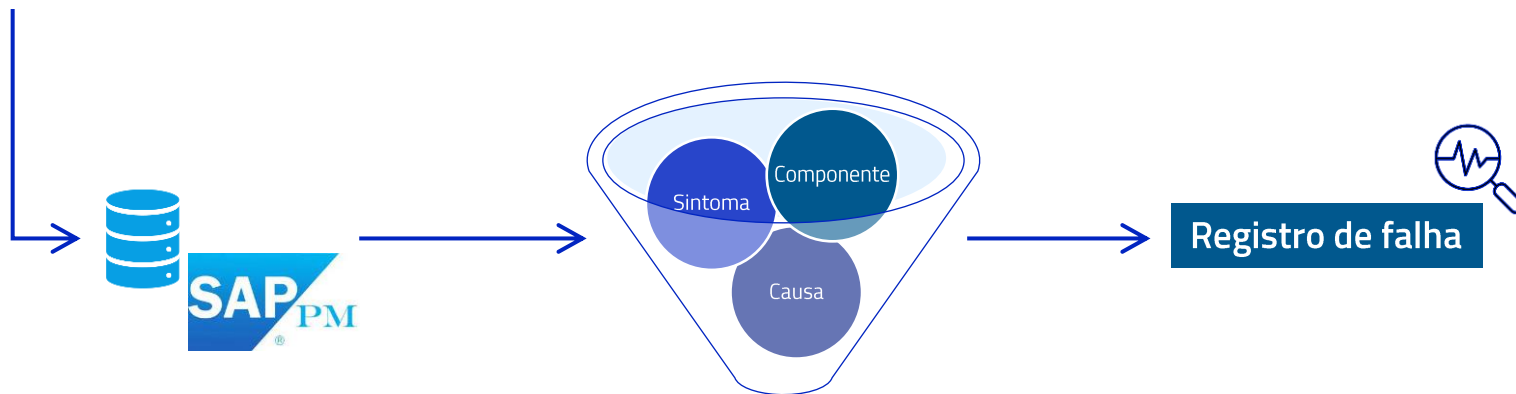 SAP
®
PM
Sintoma
Componente
Causa
Registro de falha